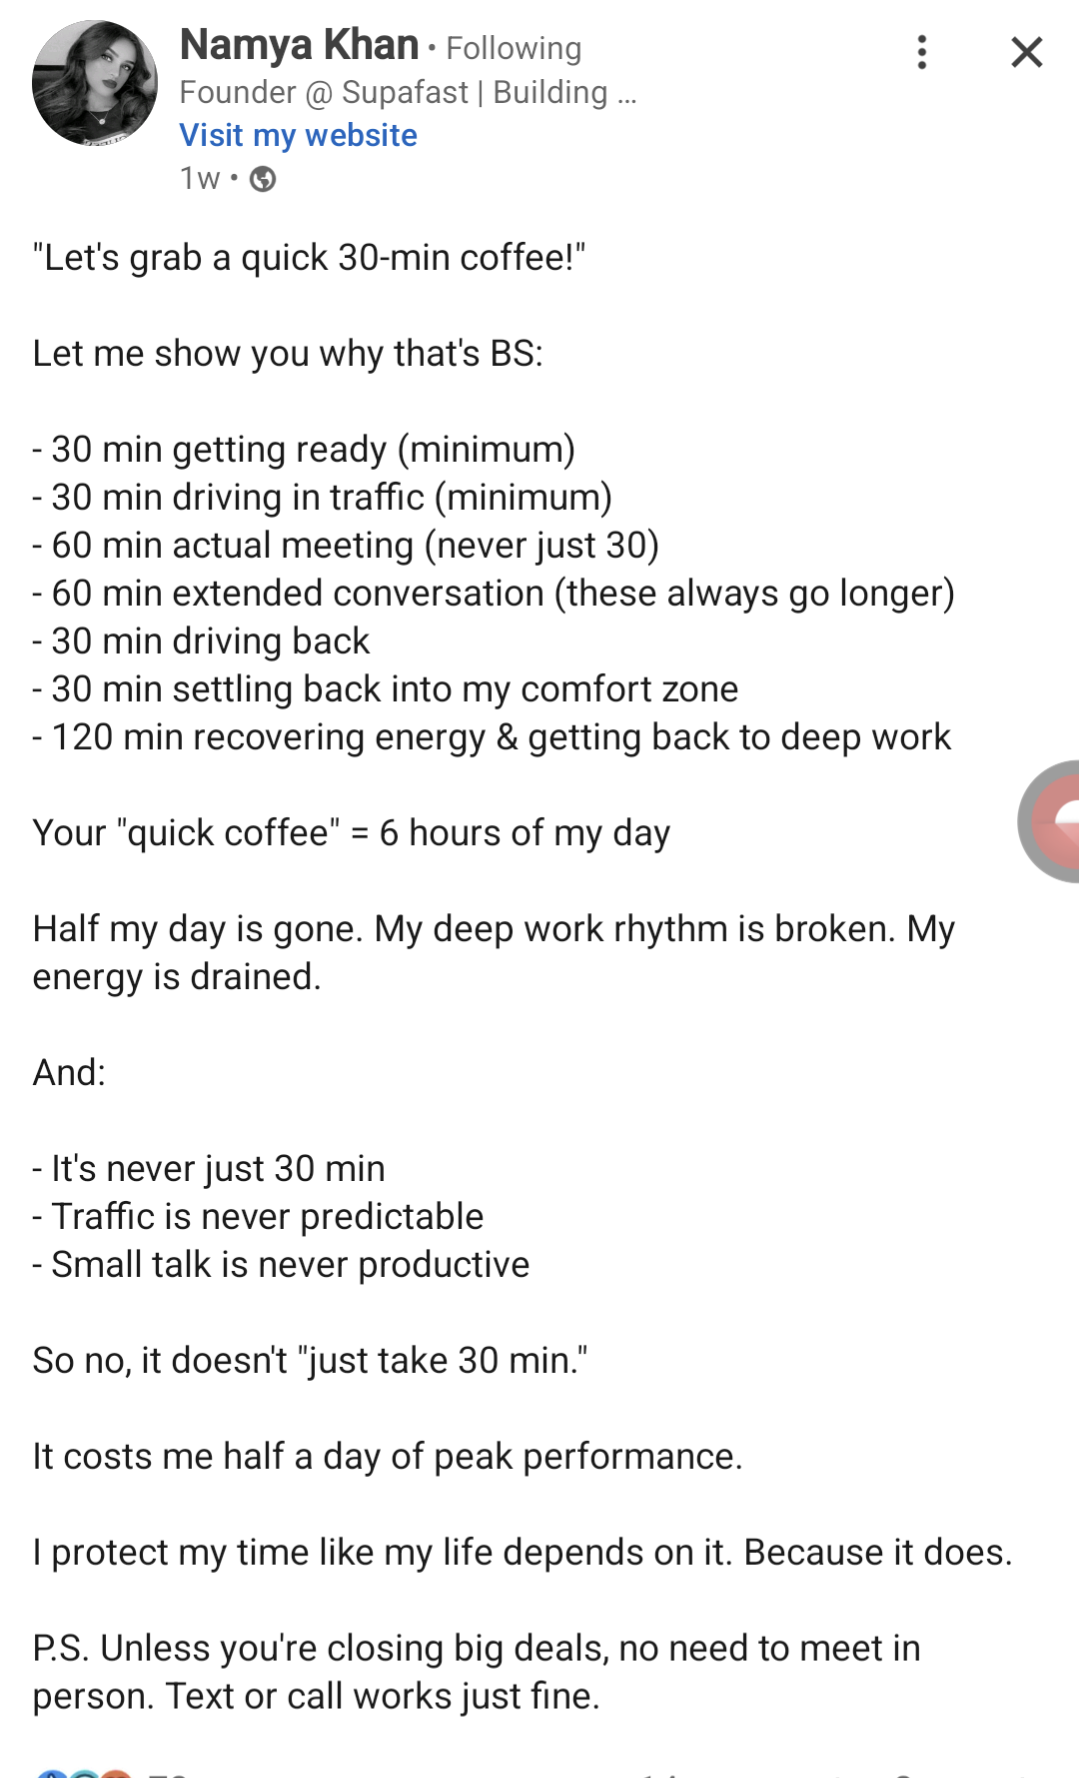 Namya Khan • Following
Founder @ Supafast | Building ...
Visit my website
1w •
"Let's grab a quick 30-min coffee!"
Let me show you why that's BS:
- 30 min getting ready (minimum)
- 30 min driving in traffic (minimum)
- 60 min actual meeting (never just 30)
- 60 min extended conversation (these always go longer)
- 30 min driving back
- 30 min settling back into my comfort zone
- 120 min recovering energy & getting back to deep work
Your "quick coffee" = 6 hours of my day
Half my day is gone. My deep work rhythm is broken. My
energy is drained.
And:
- It's never just 30 min
- Traffic is never predictable
- Small talk is never productive
So no, it doesn't "just take 30 min."
It costs me half a day of peak performance.
I protect my time like my life depends on it. Because it does.
P.S. Unless you're closing big deals, no need to meet in
person. Text or call works just fine.